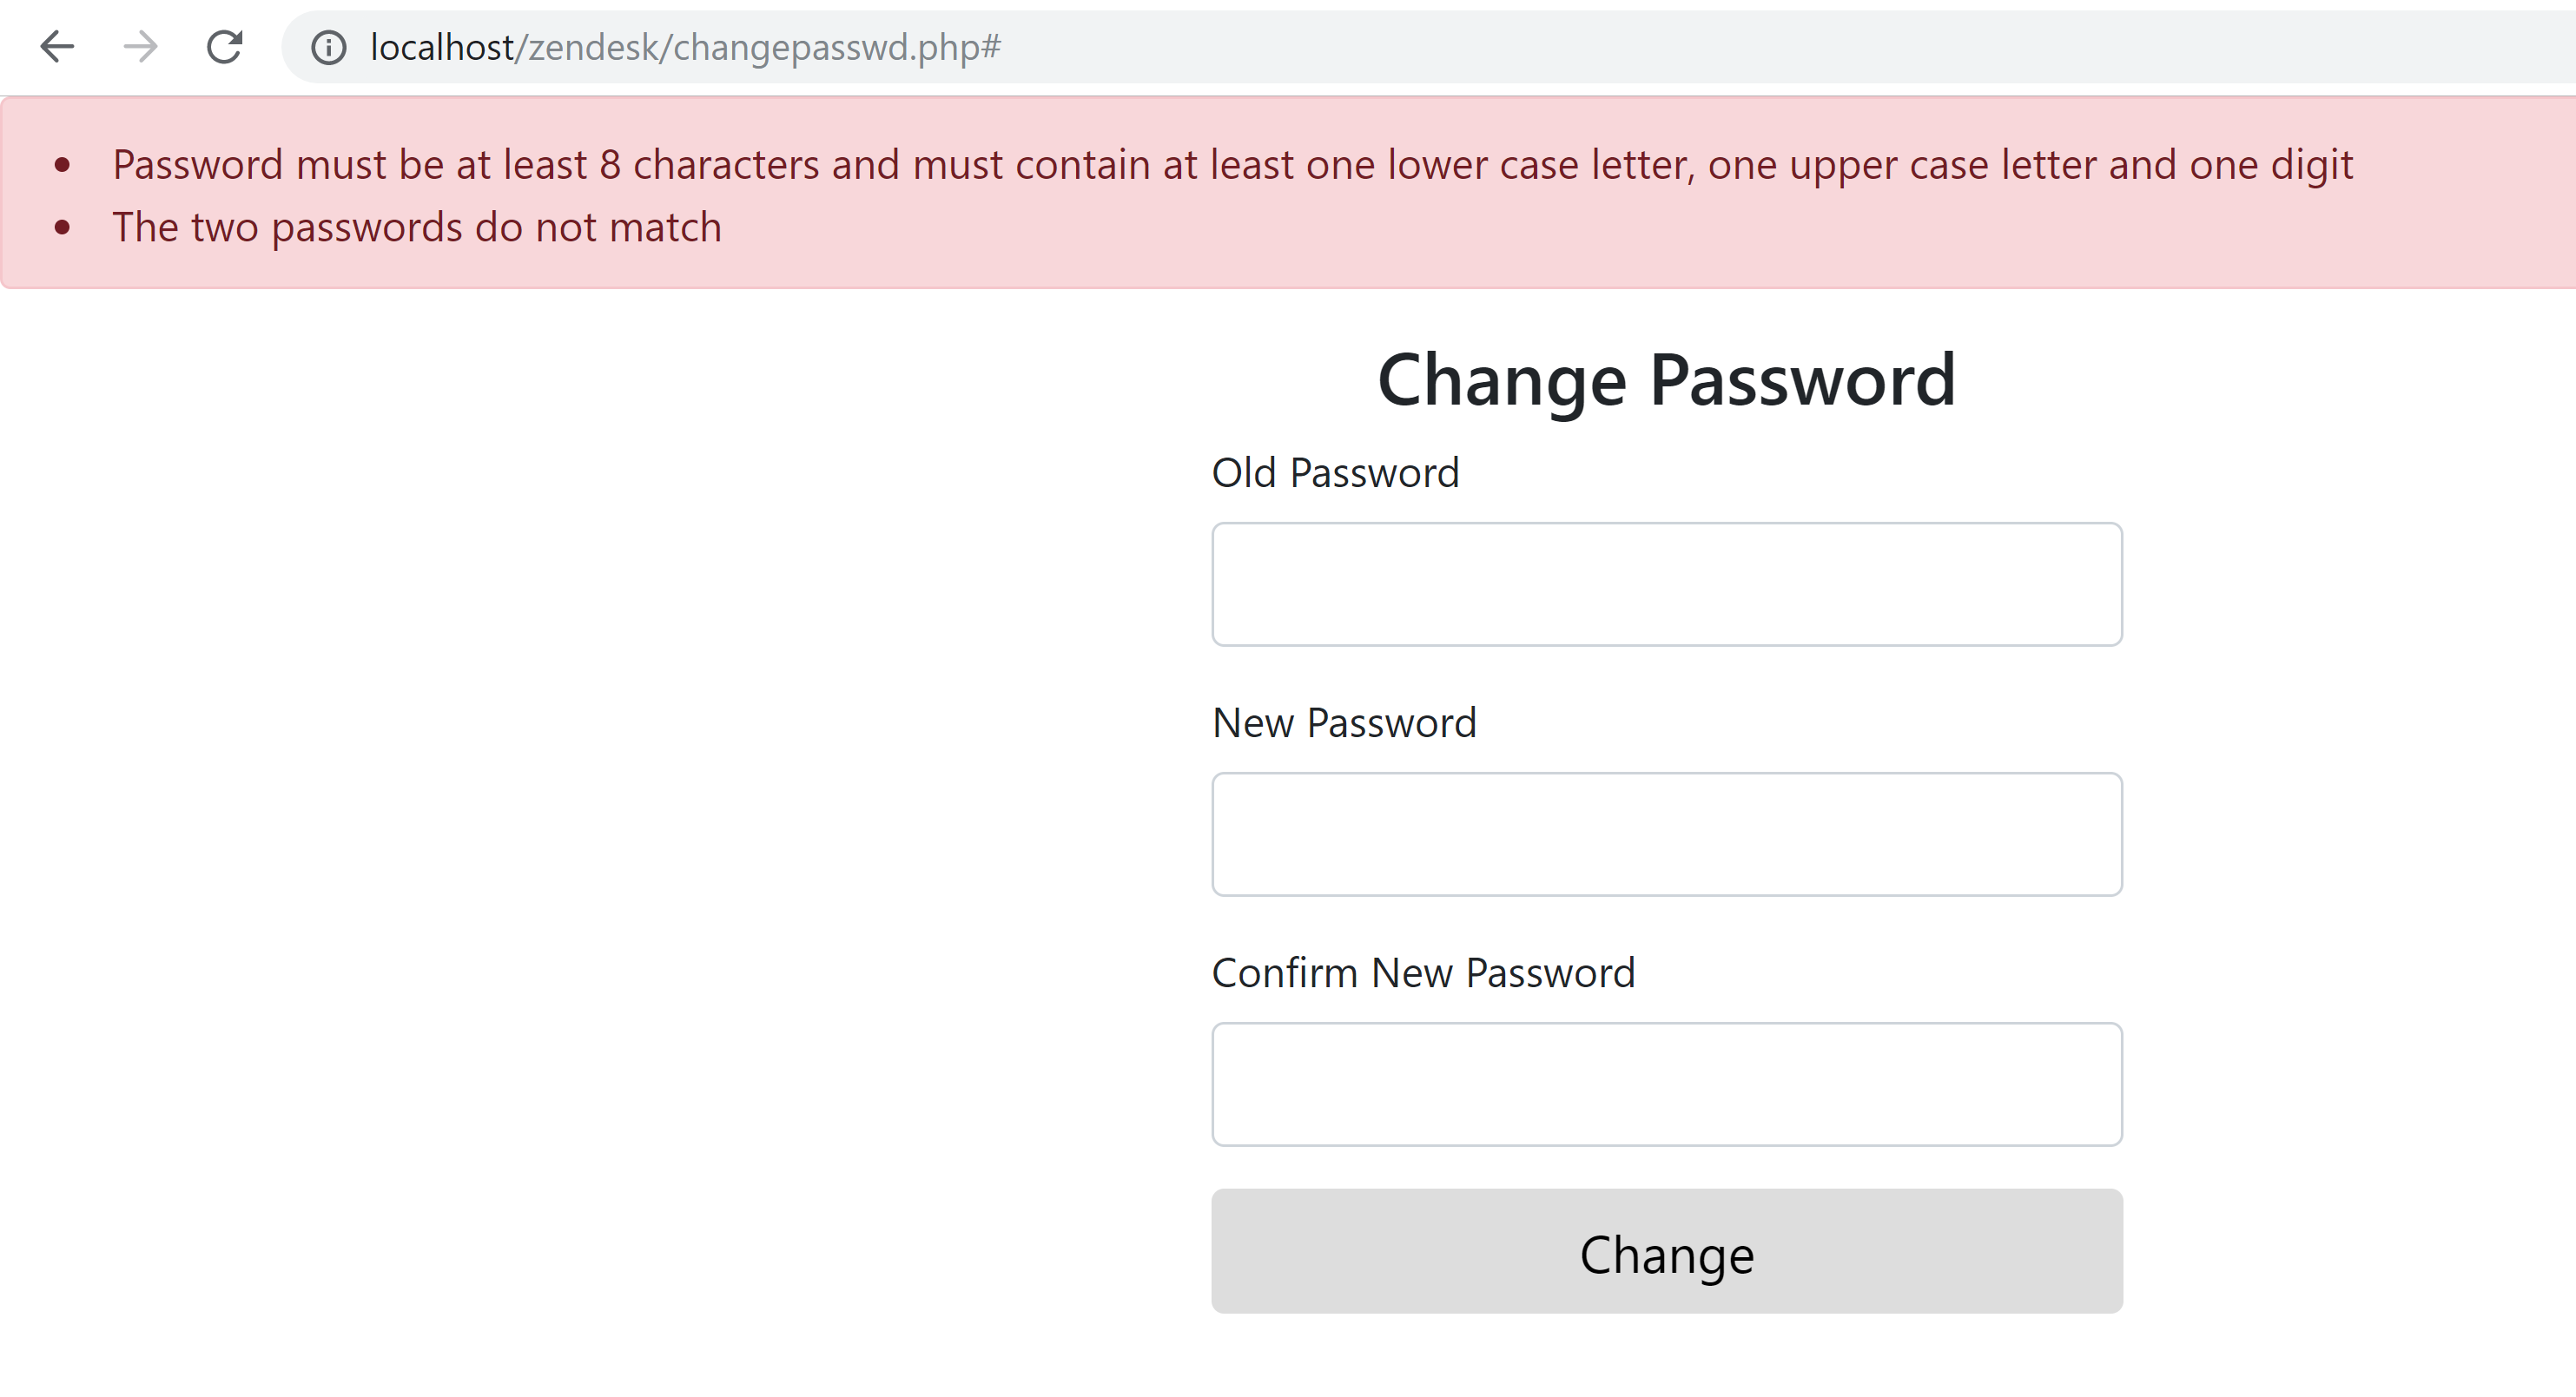 localhost/zendesk/changepasswd.php#
• Password must be at least 8 characters and must contain at least one lower case letter, one upper case letter and one digit
• The two passwords do not match
Change Password
Old Password
New Password
Confirm New Password
Change